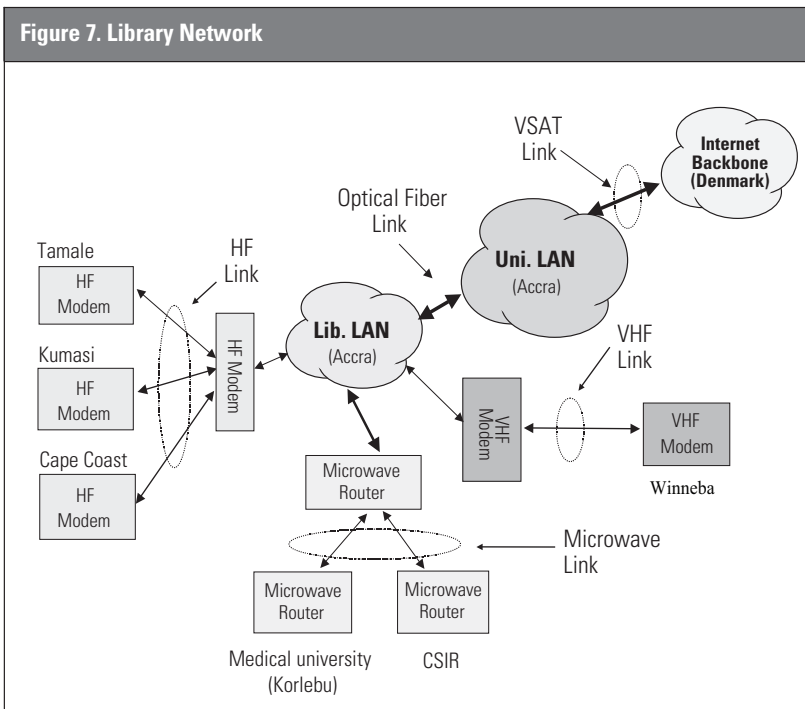 Figure 7. Library Network
VSAT
Link
Internet
Backbone
(Denmark)
Optical Fiber
Link
Uni. LAN
(Accra)
Tamale
HF
Modem
HF
Link
Lib. LAN
(Accra)
HF Modem
VHF
Link
Kumasi
HF
Modem
VHF
Modem
VHF
Modem
Winneba
Cape Coast
HF
Modem
Microwave
Router
Microwave
Link
Microwave
Router
Microwave
Router
Medical university
(Korlebu)
CSIR